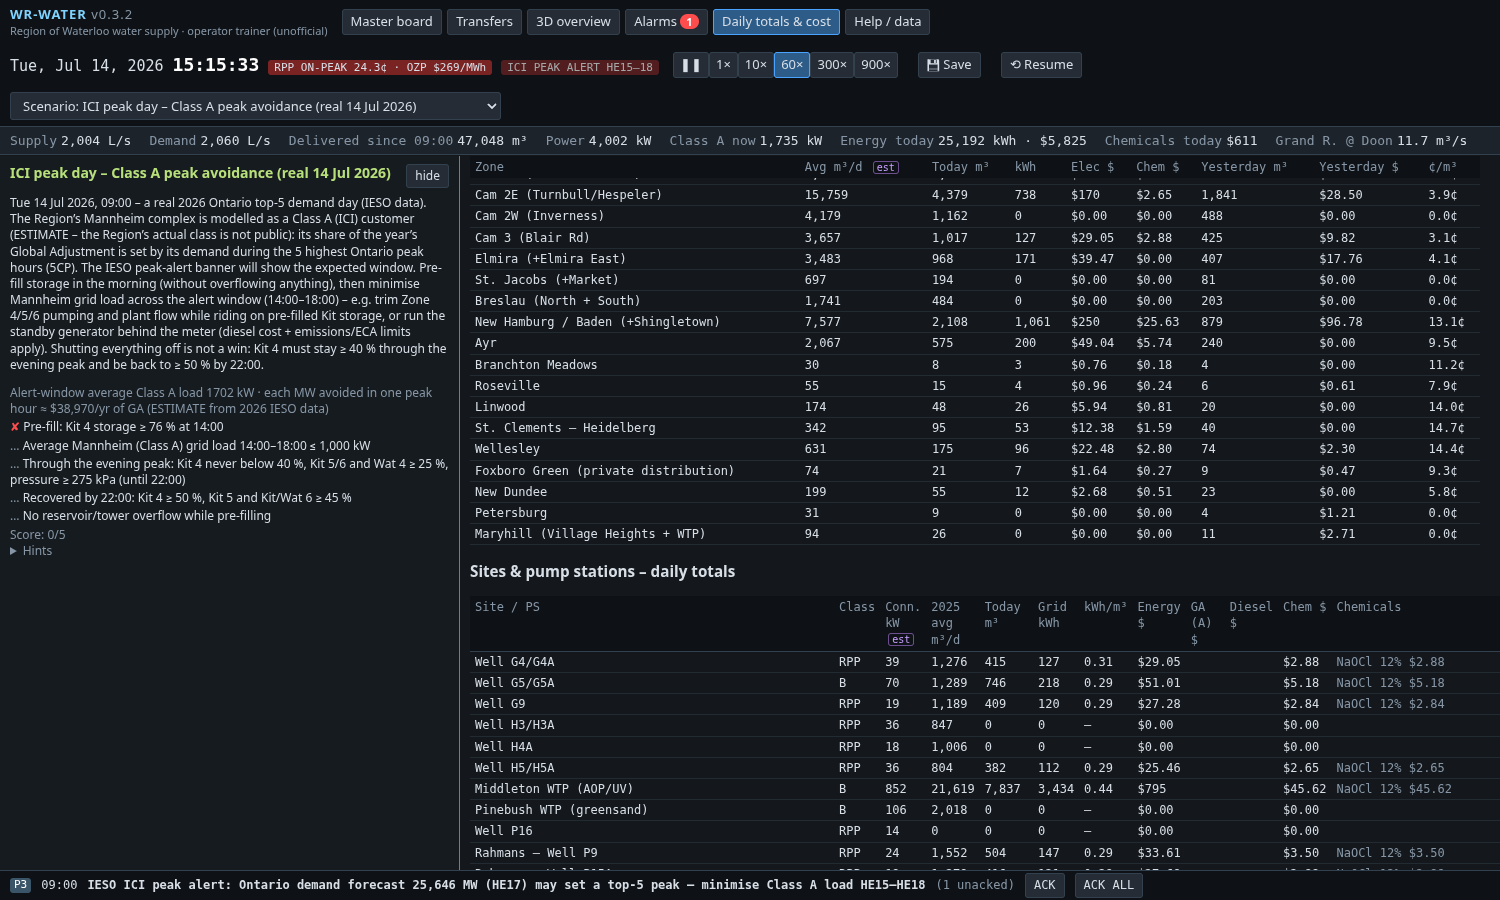 WR-WATER v0.3.2
Region of Waterloo water supply · operator trainer (unofficial)
Master board
Transfers
3D overview
Alarms 1
Daily totals & cost
Help / data
Tue, Jul 14, 2026 15:15:33 RPP ON-PEAK 24.3¢ · OZP $269/MWh ICI PEAK ALERT HE15–18
❚❚ 1× 10× 60× 300× 900× 💾 Save ⟲ Resume
Scenario: ICI peak day – Class A peak avoidance (real 14 Jul 2026)
Supply 2,004 L/s Demand 2,060 L/s Delivered since 09:00 47,048 m³ Power 4,002 kW Class A now 1,735 kW Energy today 25,192 kWh · $5,825 Chemicals today $611 Grand R. @ Doon 11.7 m³/s
ICI peak day – Class A peak avoidance (real 14 Jul 2026) hide
Tue 14 Jul 2026, 09:00 – a real 2026 Ontario top-5 demand day (IESO data).
The Region's Mannheim complex is modelled as a Class A (ICI) customer
(ESTIMATE – the Region's actual class is not public): its share of the year's
Global Adjustment is set by its demand during the 5 highest Ontario peak
hours (5CP). The IESO peak-alert banner will show the expected window. Pre-
fill storage in the morning (without overflowing anything), then minimise
Mannheim grid load across the alert window (14:00–18:00) – e.g. trim Zone
4/5/6 pumping and plant flow while riding on pre-filled Kit storage, or run the
standby generator behind the meter (diesel cost + emissions/ECA limits
apply). Shutting everything off is not a win: Kit 4 must stay ≥ 40 % through the
evening peak and be back to ≥ 50 % by 22:00.
Alert-window average Class A load 1702 kW · each MW avoided in one peak
hour ≈ $38,970/yr of GA (ESTIMATE from 2026 IESO data)
✘ Pre-fill: Kit 4 storage ≥ 76 % at 14:00
... Average Mannheim (Class A) grid load 14:00–18:00 ≤ 1,000 kW
... Through the evening peak: Kit 4 never below 40 %, Kit 5/6 and Wat 4 ≥ 25 %,
pressure ≥ 275 kPa (until 22:00)
... Recovered by 22:00: Kit 4 ≥ 50 %, Kit 5 and Kit/Wat 6 ≥ 45 %
... No reservoir/tower overflow while pre-filling
Score: 0/5
▶ Hints
Zone Avg m³/d est Today m³ kWh Elec $ Chem $ Yesterday m³ Yesterday $ ¢/m³
Cam 2E (Turnbull/Hespeler) 15,759 4,379 738 $170 $2.65 1,841 $28.50 3.9¢
Cam 2W (Inverness) 4,179 1,162 0 $0.00 $0.00 488 $0.00 0.0¢
Cam 3 (Blair Rd) 3,657 1,017 127 $29.05 $2.88 425 $9.82 3.1¢
Elmira (+Elmira East) 3,483 968 171 $39.47 $0.00 407 $17.76 4.1¢
St. Jacobs (+Market) 697 194 0 $0.00 $0.00 81 $0.00 0.0¢
Breslau (North + South) 1,741 484 0 $0.00 $0.00 203 $0.00 0.0¢
New Hamburg / Baden (+Shingletown) 7,577 2,108 1,061 $250 $25.63 879 $96.78 13.1¢
Ayr 2,067 575 200 $49.04 $5.74 240 $0.00 9.5¢
Branchton Meadows 30 8 3 $0.76 $0.18 4 $0.00 11.2¢
Roseville 55 15 4 $0.96 $0.24 6 $0.61 7.9¢
Linwood 174 48 26 $5.94 $0.81 20 $0.00 14.0¢
St. Clements – Heidelberg 342 95 53 $12.38 $1.59 40 $0.00 14.7¢
Wellesley 631 175 96 $22.48 $2.80 74 $2.30 14.4¢
Foxboro Green (private distribution) 74 21 7 $1.64 $0.27 9 $0.47 9.3¢
New Dundee 199 55 12 $2.68 $0.51 23 $0.00 5.8¢
Petersburg 31 9 0 $0.00 $0.00 4 $1.21 0.0¢
Maryhill (Village Heights + WTP) 94 26 0 $0.00 $0.00 11 $2.71 0.0¢
Sites & pump stations – daily totals
Site / PS Class Conn. kW est 2025 avg m³/d Today m³ Grid kWh kWh/m³ Energy $ GA (A) $ Diesel $ Chem $ Chemicals
Well G4/G4A RPP 39 1,276 415 127 0.31 $29.05 $2.88 NaOCl 12% $2.88
Well G5/G5A B 70 1,289 746 218 0.29 $51.01 $5.18 NaOCl 12% $5.18
Well G9 RPP 19 1,189 409 120 0.29 $27.28 $2.84 NaOCl 12% $2.84
Well H3/H3A RPP 36 847 0 0 – $0.00 $0.00
Well H4A RPP 18 1,006 0 0 – $0.00 $0.00
Well H5/H5A RPP 36 804 382 112 0.29 $25.46 $2.65 NaOCl 12% $2.65
Middleton WTP (AOP/UV) B 852 21,619 7,837 3,434 0.44 $795 $45.62 NaOCl 12% $45.62
Pinebush WTP (greensand) B 106 2,018 0 0 – $0.00 $0.00
Well P16 RPP 14 0 0 0 – $0.00 $0.00
Rahmans – Well P9 RPP 24 1,552 504 147 0.29 $33.61 $3.50 NaOCl 12% $3.50
P3 09:00 IESO ICI peak alert: Ontario demand forecast 25,646 MW (HE17) may set a top-5 peak – minimise Class A load HE15–HE18 (1 unacked) ACK ACK ALL